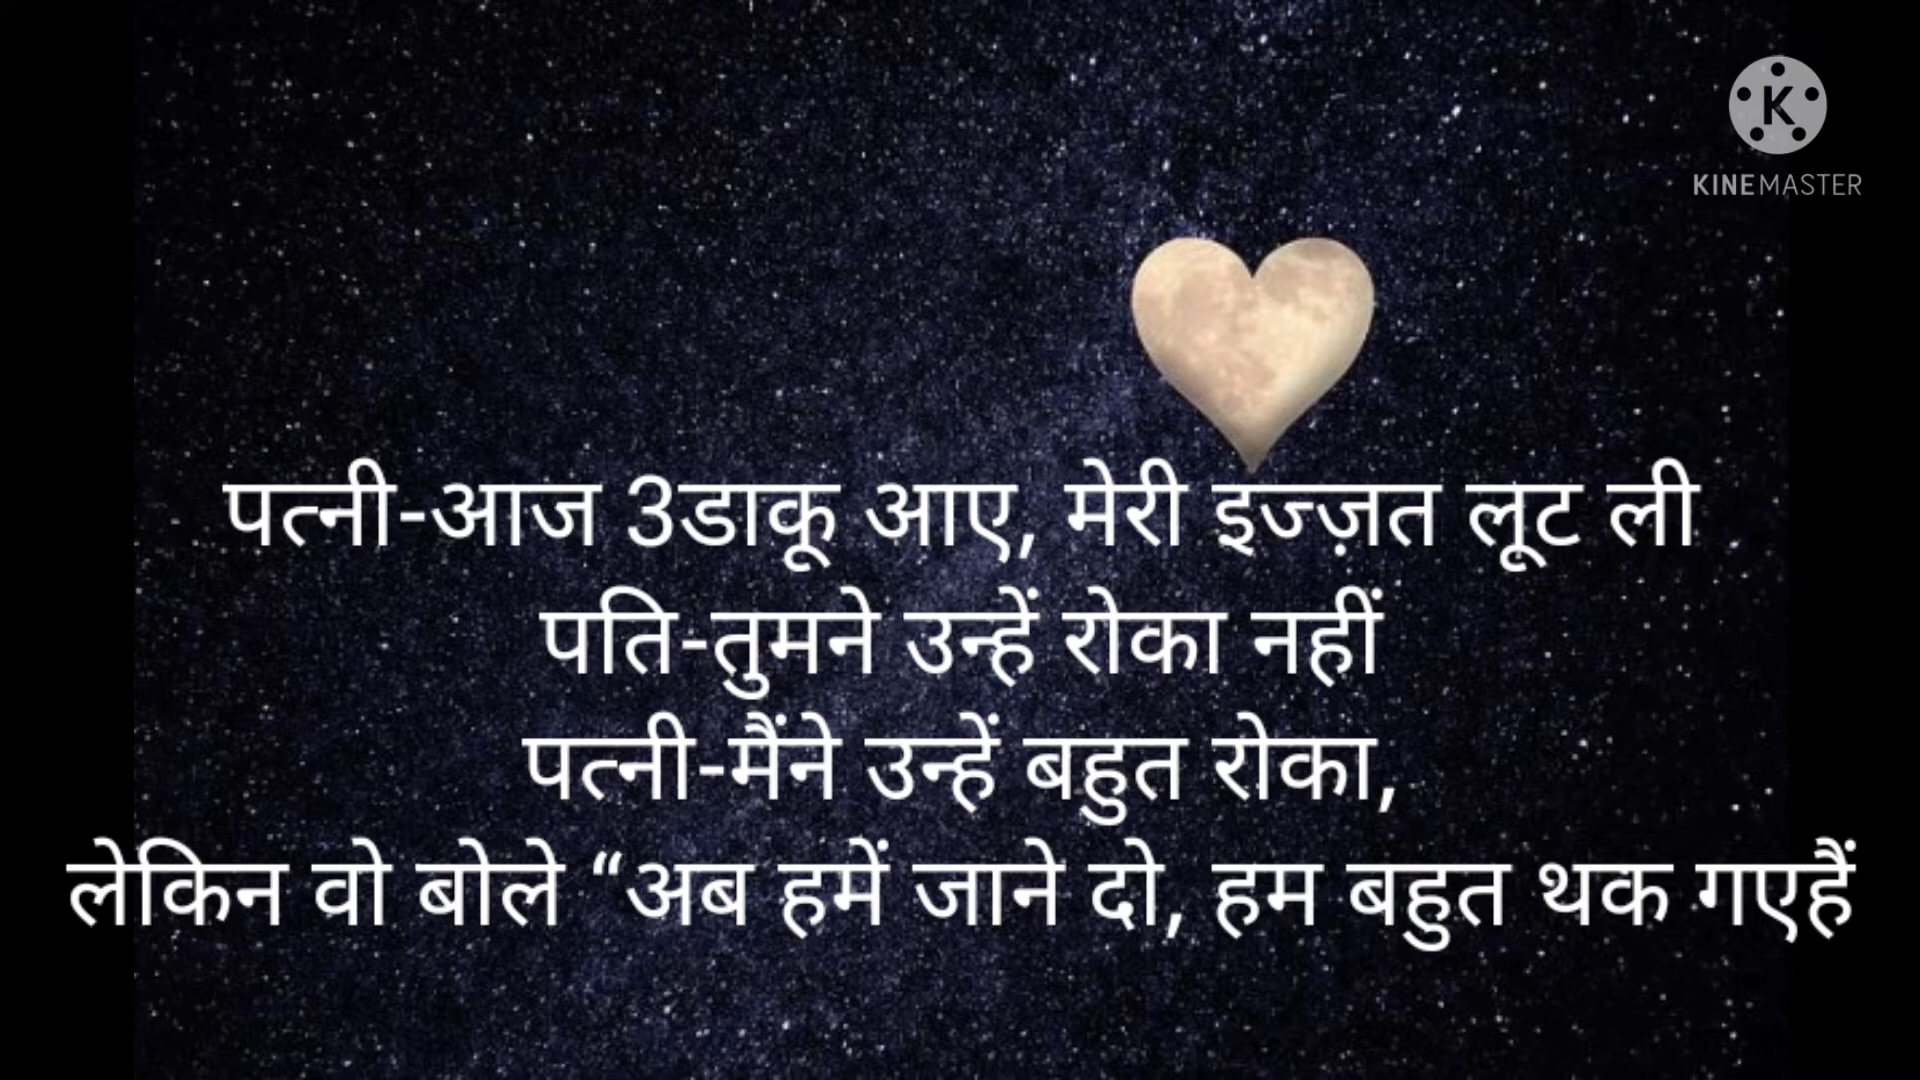 KINEMASTER
पत्नी-आज 3डाकू आए, मेरी इज्ज़त लूट ली
पति-तुमने उन्हें रोका नहीं
पत्नी-मैंने उन्हें बहुत रोका,
लेकिन वो बोले “अब हमें जाने दो, हम बहुत थक गएहैं